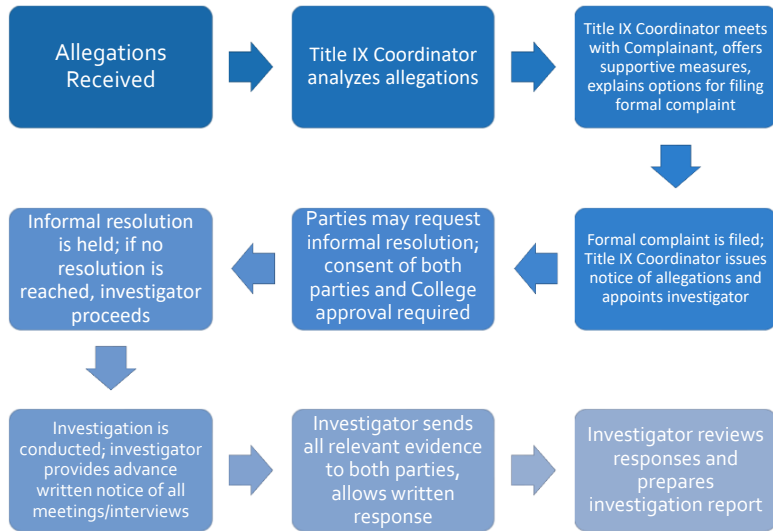 Allegations
Received
Title IX Coordinator
analyzes allegations
Title IX Coordinator meets
with Complainant, offers
supportive measures,
explains options for filing
formal complaint
Formal complaint is filed;
Title IX Coordinator issues
notice of allegations and
appoints investigator
Parties may request
informal resolution;
consent of both
parties and College
approval required
Informal resolution
is held; if no
resolution is
reached, investigator
proceeds
Investigation is
conducted; investigator
provides advance
written notice of all
meetings/interviews
Investigator sends
all relevant evidence
to both parties,
allows written
response
Investigator reviews
responses and
prepares
investigation report